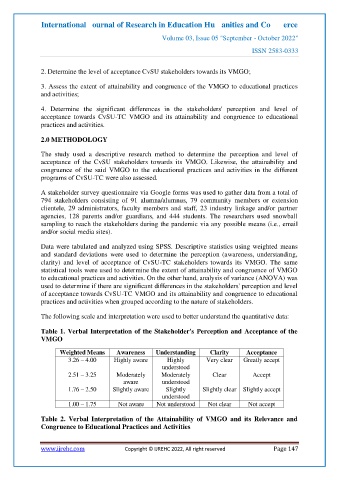 International ournal of Research in Education Hu anities and Co erce
Volume 03, Issue 05 "September - October 2022"
ISSN 2583-0333
2. Determine the level of acceptance CvSU stakeholders towards its VMGO;
3. Assess the extent of attainability and congruence of the VMGO to educational practices
and activities;
4. Determine the significant differences in the stakeholders' perception and level of
acceptance towards CvSU-TC VMGO and its attainability and congruence to educational
practices and activities.
2.0 METHODOLOGY
The study used a descriptive research method to determine the perception and level of
acceptance of the CvSU stakeholders towards its VMGO. Likewise, the attainability and
congruence of the said VMGO to the educational practices and activities in the different
programs of CvSU-TC were also assessed.
A stakeholder survey questionnaire via Google forms was used to gather data from a total of
794 stakeholders consisting of 91 alumna/alumnus, 79 community members or extension
clientele, 29 administrators, faculty members and staff, 23 industry linkage and/or partner
agencies, 128 parents and/or guardians, and 444 students. The researchers used snowball
sampling to reach the stakeholders during the pandemic via any possible means (i.e., email
and/or social media sites).
Data were tabulated and analyzed using SPSS. Descriptive statistics using weighted means
and standard deviations were used to determine the perception (awareness, understanding,
clarity) and level of acceptance of CvSU-TC stakeholders towards its VMGO. The same
statistical tools were used to determine the extent of attainability and congruence of VMGO
to educational practices and activities. On the other hand, analysis of variance (ANOVA) was
used to determine if there are significant differences in the stakeholders' perception and level
of acceptance towards CvSU-TC VMGO and its attainability and congruence to educational
practices and activities when grouped according to the nature of stakeholders.
The following scale and interpretation were used to better understand the quantitative data:
Table 1. Verbal Interpretation of the Stakeholder's Perception and Acceptance of the
VMGO
Weighted Means Awareness Understanding Clarity Acceptance
3.26 – 4.00 Highly aware Highly understood Very clear Greatly accept
2.51 – 3.25 Moderately aware Moderately understood Clear Accept
1.76 – 2.50 Slightly aware Slightly understood Slightly clear Slightly accept
1.00 – 1.75 Not aware Not understood Not clear Not accept
Table 2. Verbal Interpretation of the Attainability of VMGO and its Relevance and
Congruence to Educational Practices and Activities
www.ijrehc.com Copyright © IJREHC 2022, All right reserved Page 147